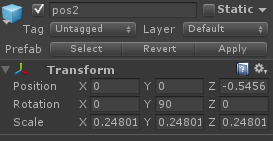 pos2 Static
Tag Untagged Layer Default
Prefab Select Revert Apply
Transform
Position X 0 Y 0 Z -0.5456
Rotation X 0 Y 90 Z 0
Scale X 0.24801 Y 0.24801 Z 0.24801